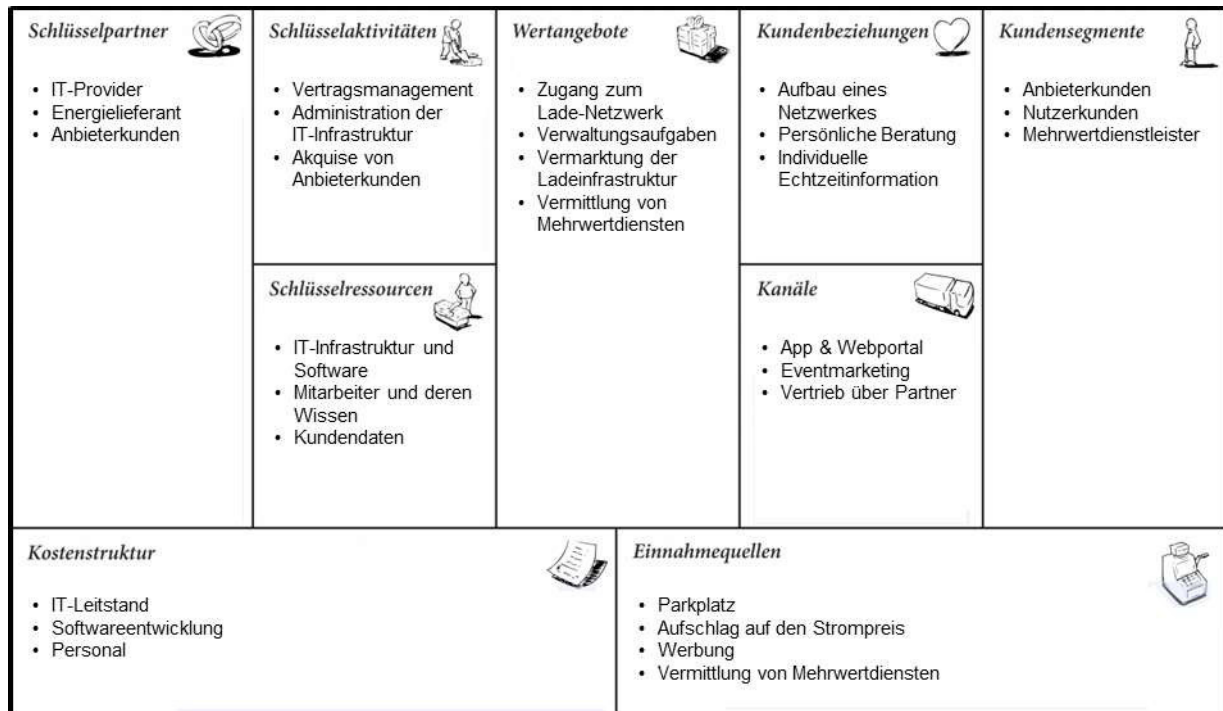 Schlüsselpartner
• IT-Provider
• Energielieferant
• Anbieterkunden
Schlüsselaktivitäten
• Vertragsmanagement
• Administration der
IT-Infrastruktur
• Akquise von
Anbieterkunden
Schlüsselressourcen
• IT-Infrastruktur und
Software
• Mitarbeiter und deren
Wissen
• Kundendaten
Wertangebote
• Zugang zum
Lade-Netzwerk
• Verwaltungsaufgaben
• Vermarktung der
Ladeinfrastruktur
• Vermittlung von
Mehrwertdiensten
Kundenbeziehungen
• Aufbau eines
Netzwerkes
• Persönliche Beratung
• Individuelle
Echtzeitinformation
Kanäle
• App & Webportal
• Eventmarketing
• Vertrieb über Partner
Kundensegmente
• Anbieterkunden
• Nutzerkunden
• Mehrwertdienstleister
Kostenstruktur
• IT-Leitstand
• Softwareentwicklung
• Personal
Einnahmequellen
• Parkplatz
• Aufschlag auf den Strompreis
• Werbung
• Vermittlung von Mehrwertdiensten